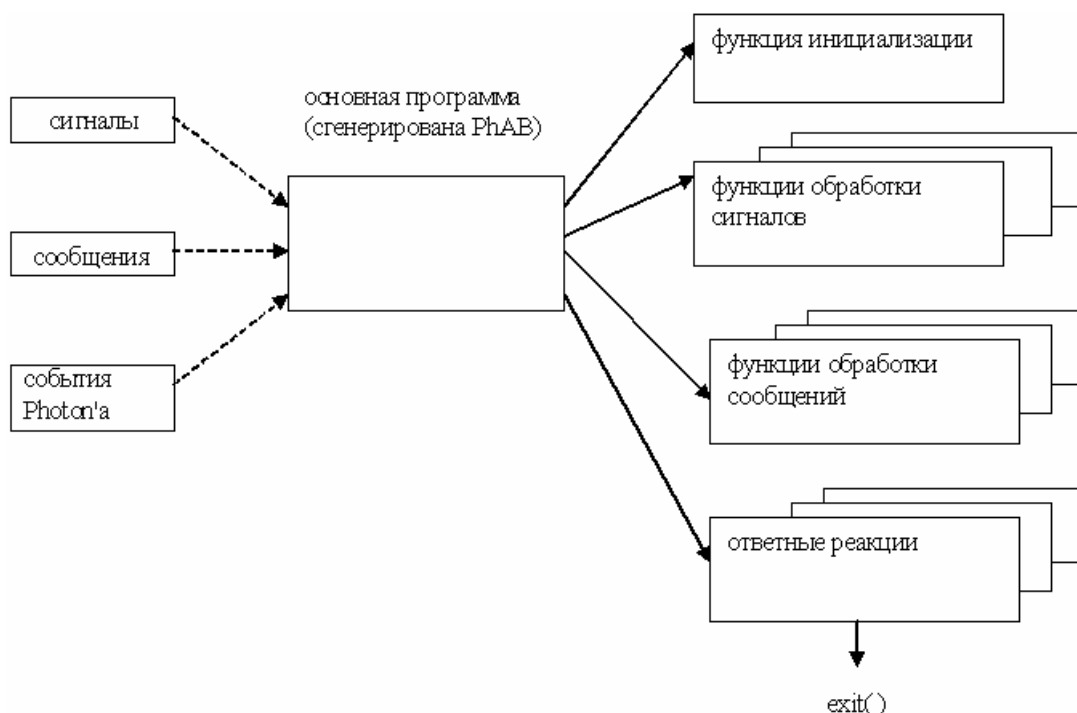 функция инициализации
основная программа
(сгенерирована PhAB)
сигналы
функции обработки
сигналов
сообщения
функции обработки
сообщений
события
Photon'а
ответные реакции
exit( )